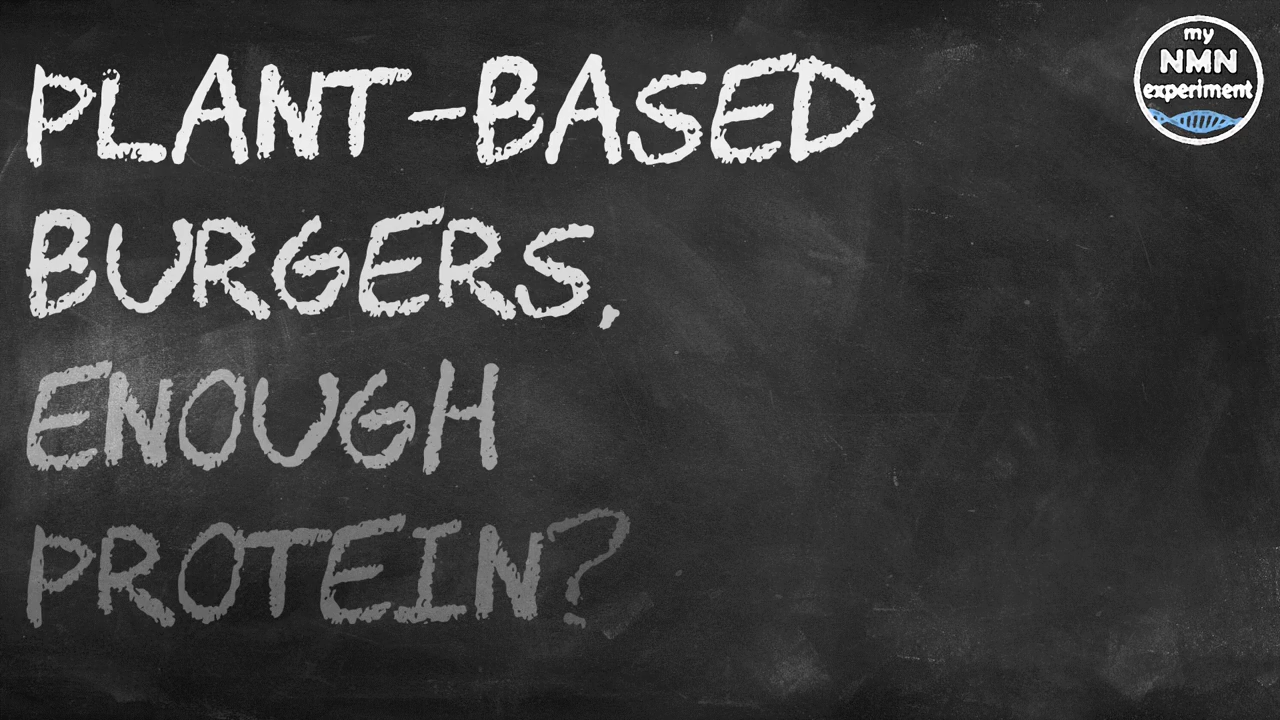 PLANT-BASED
BURGERS,
ENOUGH
PROTEIN?
my
NMN
experiment